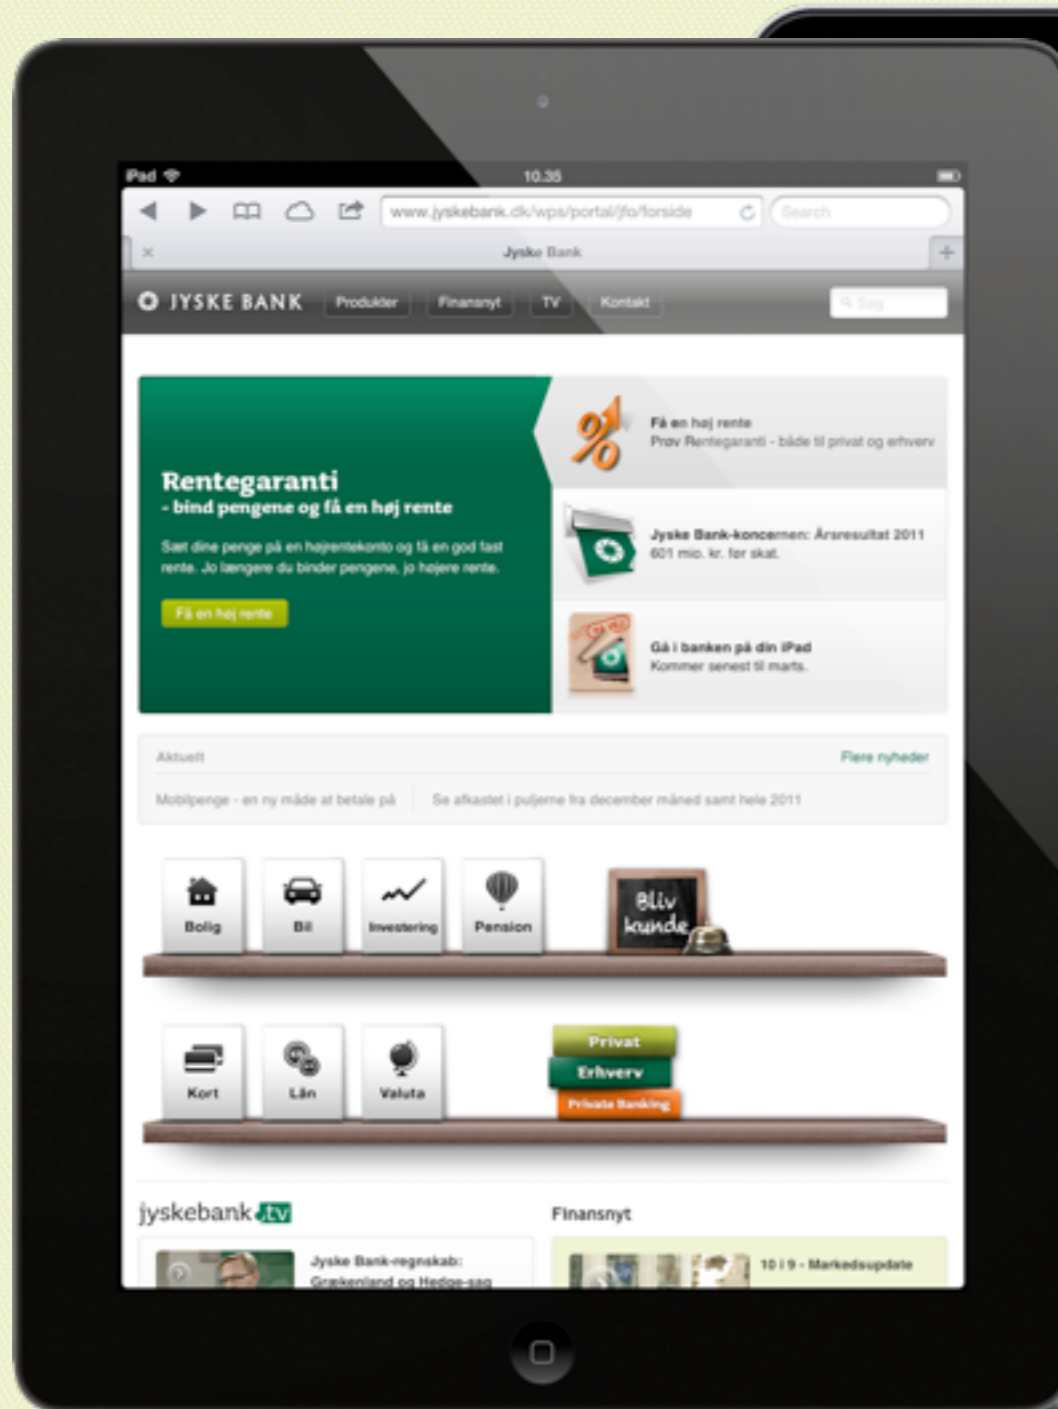 iPad
10.35
www.jyskebank.dk/wps/portal/jfo/forside
Search
Jyske Bank
JYSKE BANK
Produkter
Finansnyt
TV
Kontakt
Søg
Rentegaranti
- bind pengene og få en høj rente
Sæt dine penge på en højrentekonto og få en god fast
rente. Jo længere du binder pengene, jo højere rente.
Få en høj rente
Få en høj rente
Prøv Rentegaranti - både til privat og erhverv
Jyske Bank-koncernen: Årsresultat 2011
601 mio. kr. før skat.
Gå i banken på din iPad
Kommer senest til marts.
Aktuelt
Flere nyheder
Mobilpenge - en ny måde at betale på
Se afkastet i puljerne fra december måned samt hele 2011
Bolig
Bil
Investering
Pension
Bliv
kunde
Kort
Lån
Valuta
Privat
Erhverv
Private Banking
jyskebank.tv
Finansnyt
Jyske Bank-regnskab:
Grækenland og Hedge-sag
10 i 9 - Markedsupdate